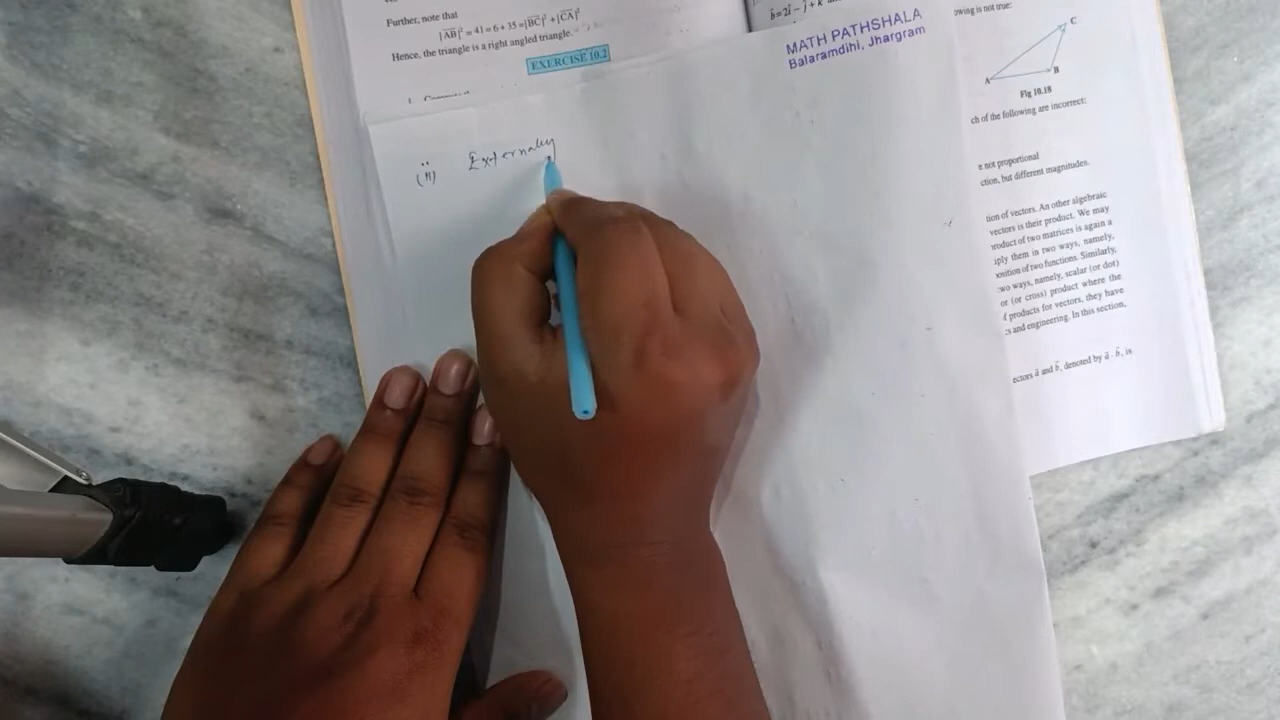 Further, note that
|AB|² = 41 = 6 + 35 = |BC|² + |CA|²
Hence, the triangle is a right angled triangle.
EXERCISE 10.2
b = 2i − j + k
MATH PATHSHALA
Balaramdihi, Jhargram
(ii) Externally
owing is not true:
C
A
B
Fig 10.18
ch of the following are incorrect:
e not proportional
ction, but different magnitudes.
tion of vectors. An other algebraic
vectors is their product. We may
product of two matrices is again a
iply them in two ways, namely,
osition of two functions. Similarly,
two ways, namely, scalar (or dot)
or (or cross) product where the
f products for vectors, they have
s and engineering. In this section,
ectors a and b, denoted by a · b, is